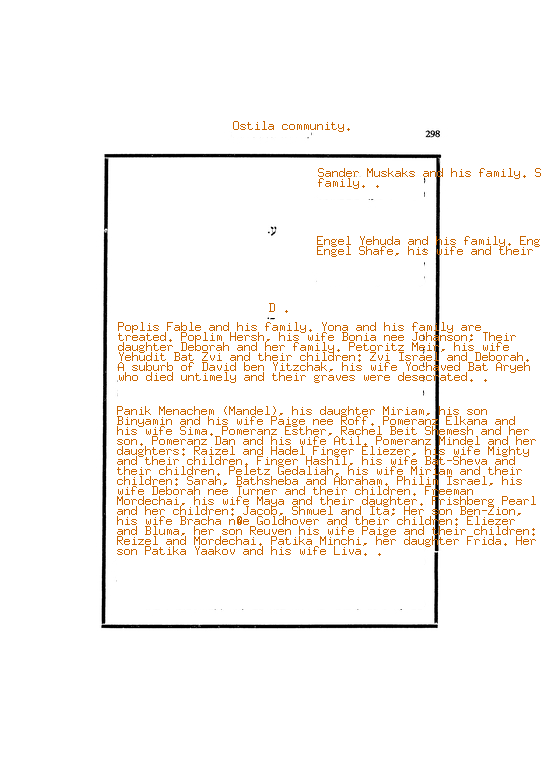 Ostila community.
298
Sander Muskaks and his family. S
family. .
Engel Yehuda and his family. Eng
Engel Shafe, his wife and their
D .
Poplis Fable and his family. Yona and his family are
treated. Poplim Hersh, his wife Bonia nee Johanson; Their
daughter Deborah and her family. Petoritz Meir, his wife
Yehudit Bat Zvi and their children: Zvi Israel and Deborah.
A suburb of David ben Yitzchak, his wife Yodhaved Bat Aryeh
who died untimely and their graves were desecrated. .
Panik Menachem (Mandel), his daughter Miriam, his son
Binyamin and his wife Paige nee Roff. Pomeranz Elkana and
his wife Sima. Pomeranz Esther, Rachel Beit Shemesh and her
son. Pomeranz Dan and his wife Atil. Pomeranz Mindel and her
daughters: Raizel and Hadel Finger Eliezer, his wife Mighty
and their children. Finger Hashil, his wife Bat-Sheva and
their children. Peletz Gedaliah, his wife Miriam and their
children: Sarah, Bathsheba and Abraham. Philip Israel, his
wife Deborah nee Turner and their children. Freeman
Mordechai, his wife Maya and their daughter. Frishberg Pearl
and her children: Jacob, Shmuel and Ita; Her son Ben-Zion,
his wife Bracha nee Goldhover and their children: Eliezer
and Bluma, her son Reuven his wife Paige and their children:
Reizel and Mordechai. Patika Minchi, her daughter Frida. Her
son Patika Yaakov and his wife Liva. .